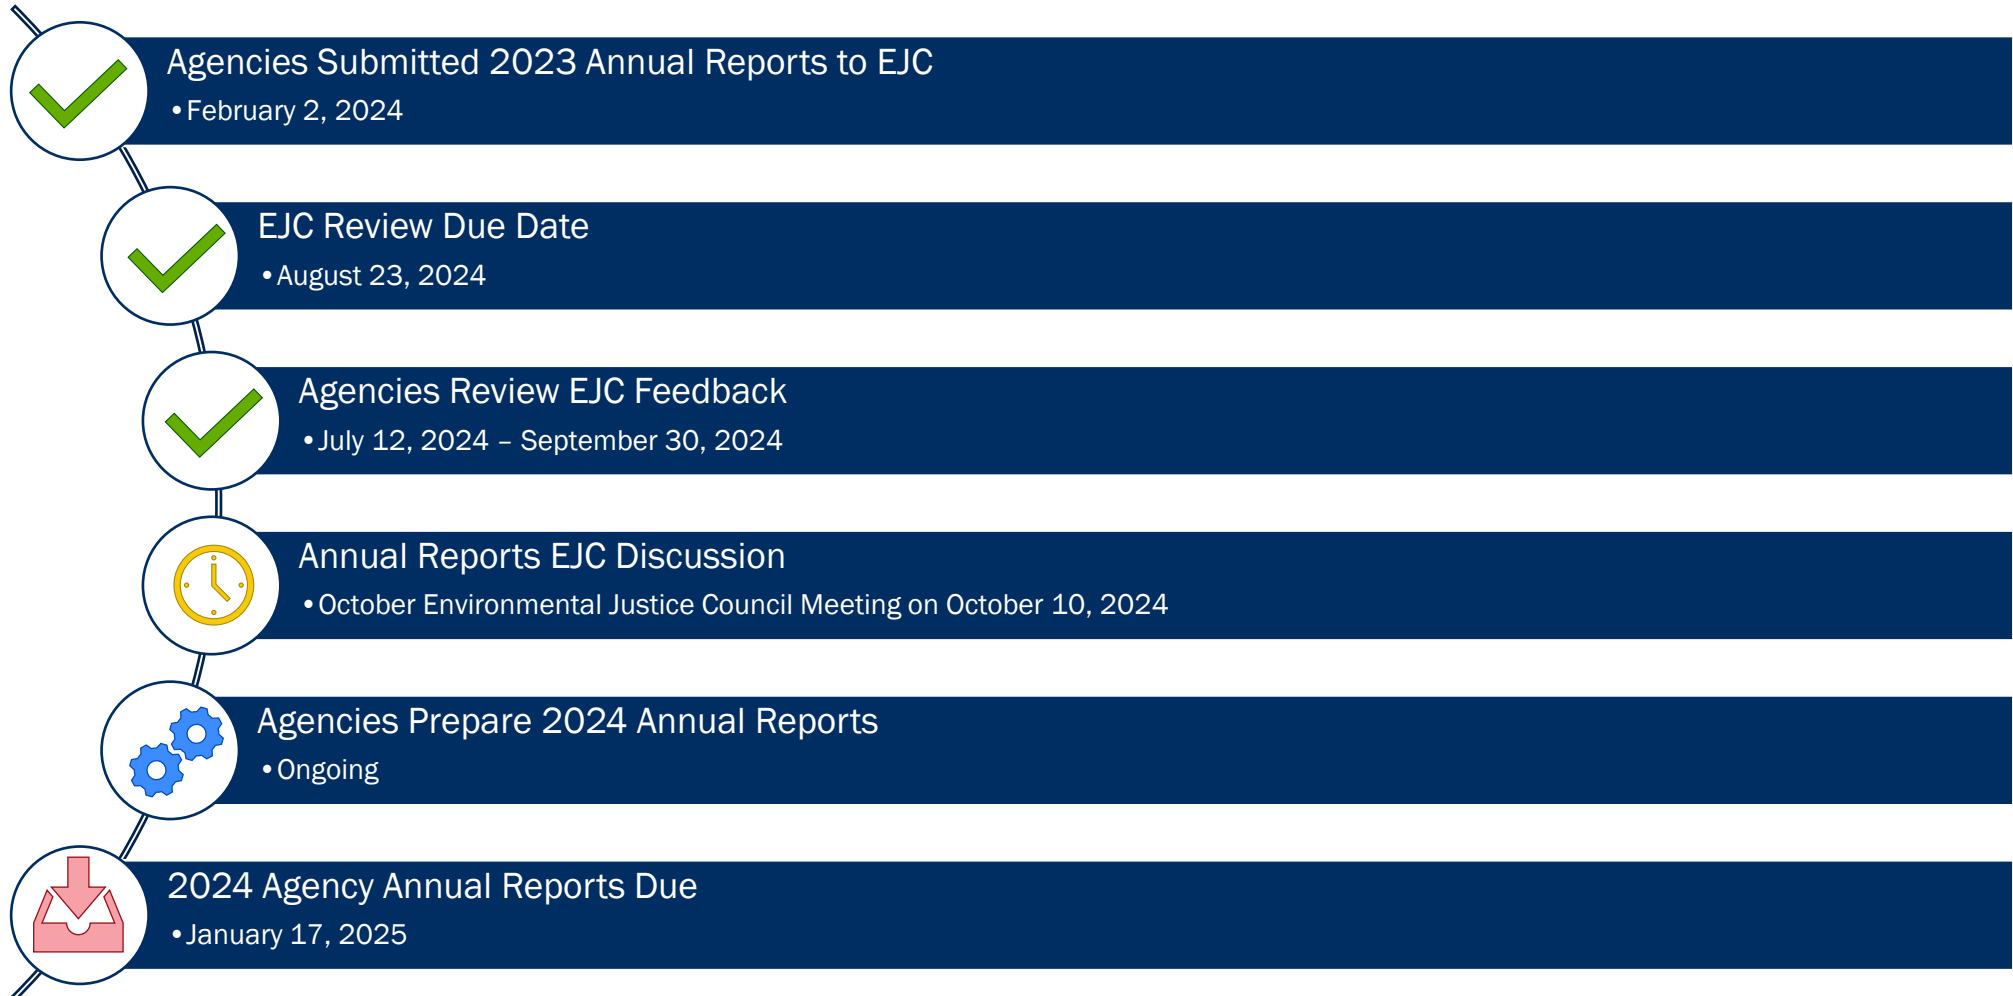 Agencies Submitted 2023 Annual Reports to EJC
•February 2, 2024
EJC Review Due Date
•August 23, 2024
Agencies Review EJC Feedback
•July 12, 2024 – September 30, 2024
Annual Reports EJC Discussion
•October Environmental Justice Council Meeting on October 10, 2024
Agencies Prepare 2024 Annual Reports
•Ongoing
2024 Agency Annual Reports Due
•January 17, 2025